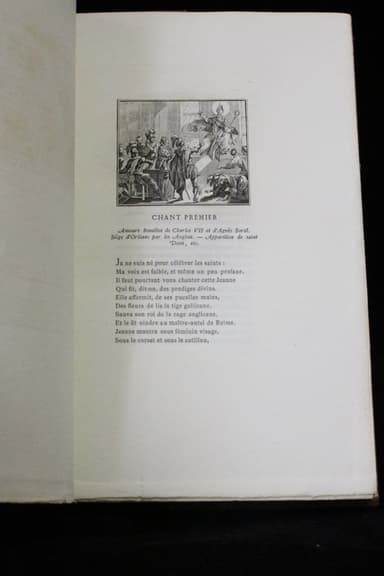 CHANT PREMIER
Amours honnêtes de Charles VII et d'Agnès Sorel.
Siège d'Orléans par les Anglais. — Apparition de saint
Denis, etc.
Je ne suis né pour célébrer les saints :
Ma voix est faible, et même un peu profane.
Il faut pourtant vous chanter cette Jeanne
Qui fit, dit-on, des prodiges divins.
Elle affermit, de ses pucelles mains,
Des fleurs de lis la tige gallicane,
Sauva son roi de la rage anglicane,
Et le fit oindre au maître-autel de Reims.
Jeanne montra sous féminin visage,
Sous le corset et sous le cotillon,